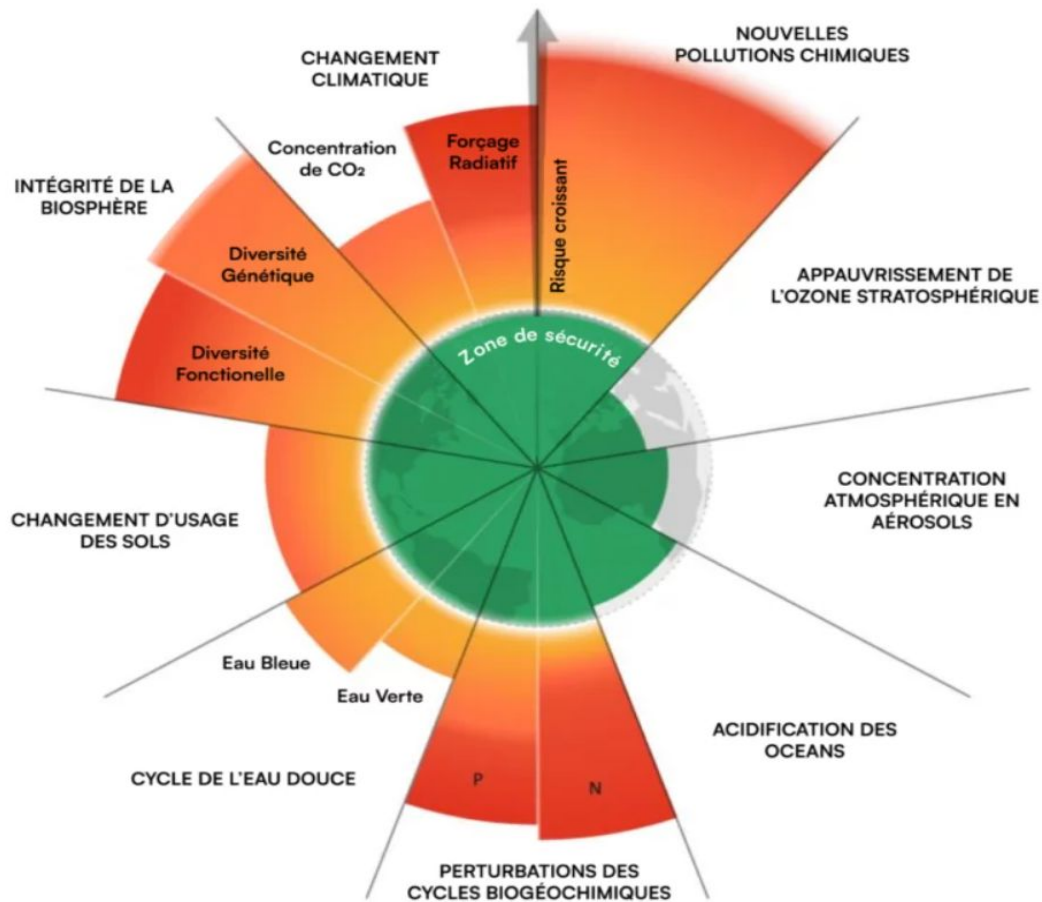 NOUVELLES
POLLUTIONS CHIMIQUES
CHANGEMENT
CLIMATIQUE
Concentration
de CO₂
Forçage
Radiatif
Risque croissant
INTÉGRITÉ DE LA
BIOSPHÈRE
Diversité
Génétique
Diversité
Fonctionelle
APPAUVRISSEMENT DE
L'OZONE STRATOSPHÉRIQUE
Zone de sécurité
CONCENTRATION
ATMOSPHÉRIQUE EN
AÉROSOLS
CHANGEMENT D'USAGE
DES SOLS
Eau Bleue
Eau Verte
ACIDIFICATION DES
OCEANS
CYCLE DE L'EAU DOUCE
P
N
PERTURBATIONS DES
CYCLES BIOGÉOCHIMIQUES